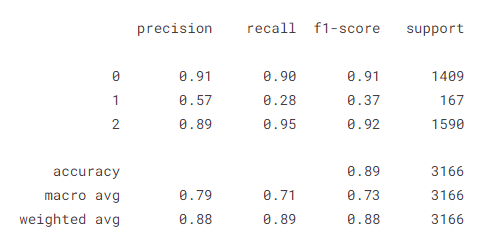 precision recall f1-score support
0 0.91 0.90 0.91 1409
1 0.57 0.28 0.37 167
2 0.89 0.95 0.92 1590
accuracy 0.89 3166
macro avg 0.79 0.71 0.73 3166
weighted avg 0.88 0.89 0.88 3166